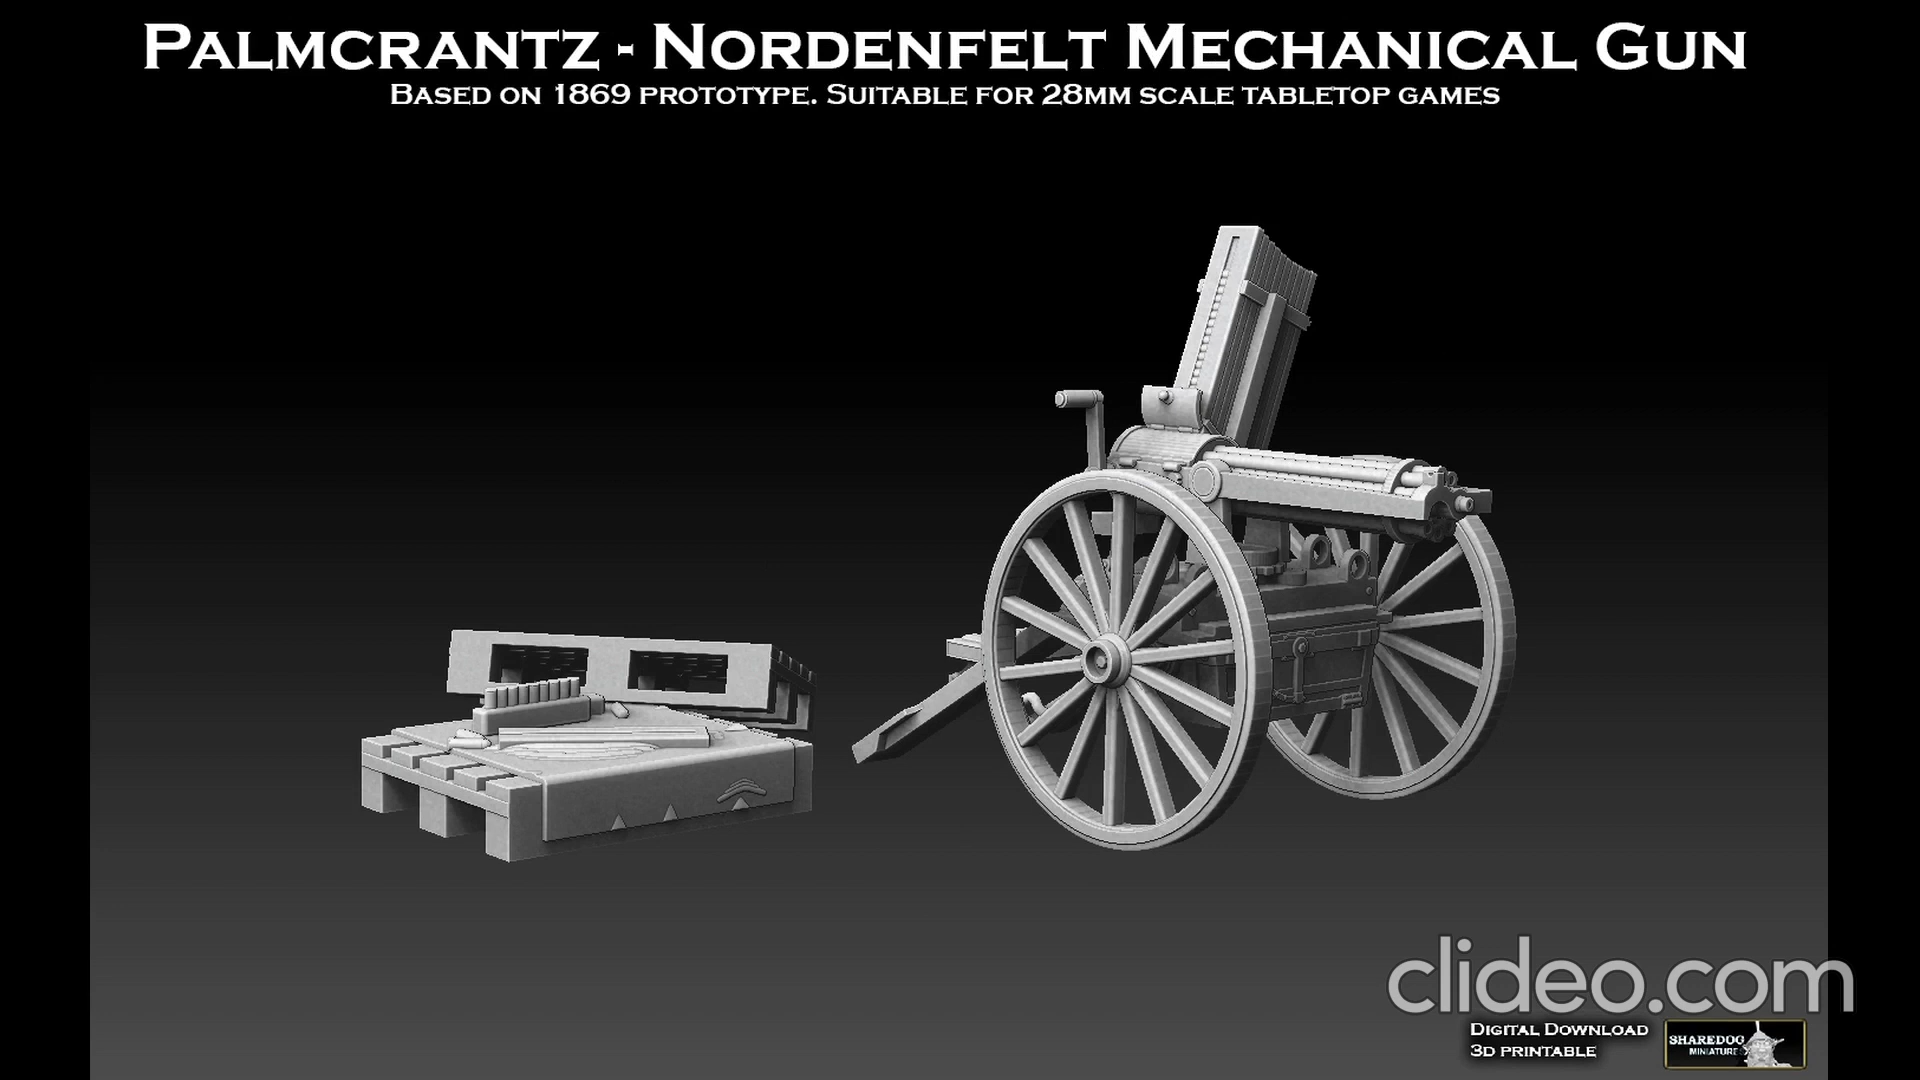 PALMCRANTZ - NORDENFELT MECHANICAL GUN
BASED ON 1869 PROTOTYPE. SUITABLE FOR 28MM SCALE TABLETOP GAMES
clideo.com
DIGITAL DOWNLOAD
3D PRINTABLE
SHAREDOG
MINIATURES